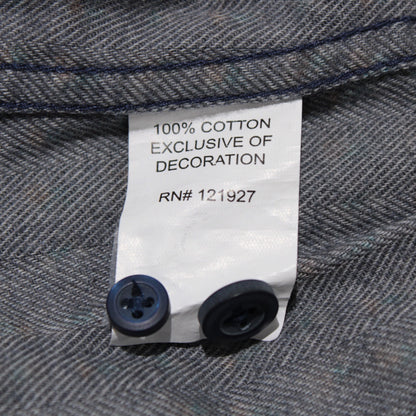 100% COTTON
EXCLUSIVE OF
DECORATION
RN# 121927